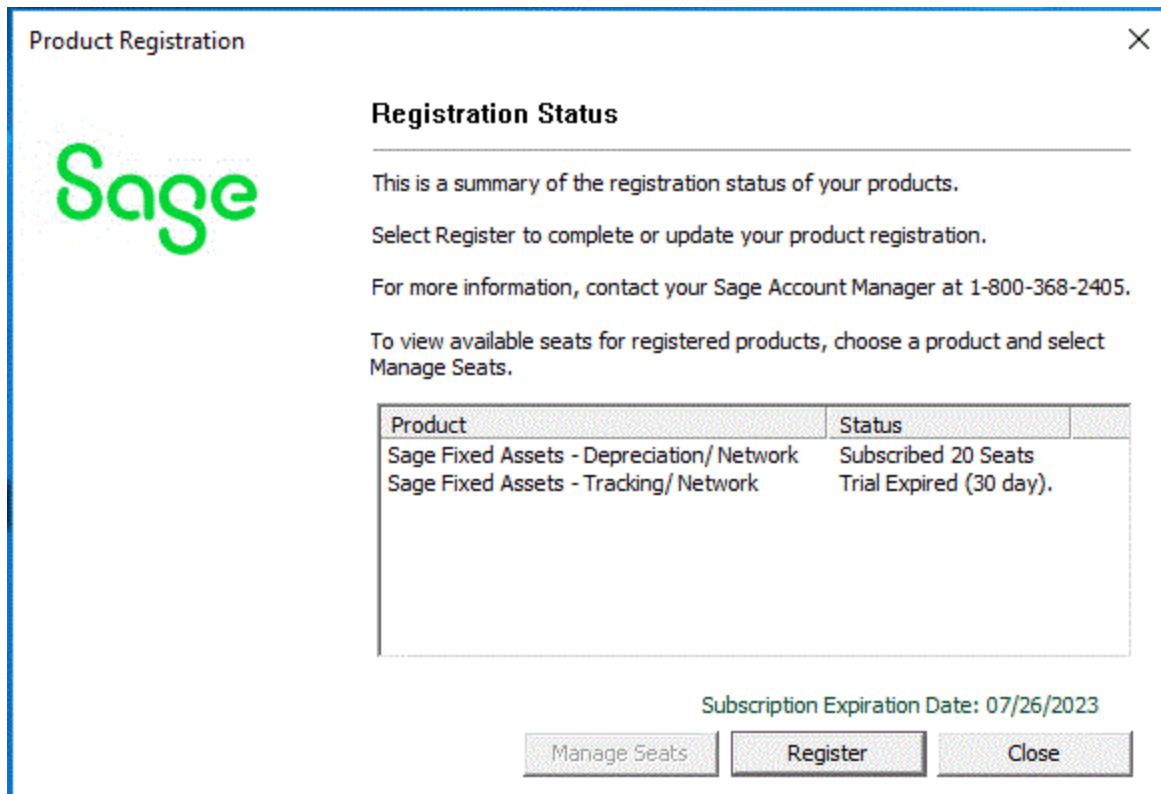 Product Registration
Sage
Registration Status
This is a summary of the registration status of your products.
Select Register to complete or update your product registration.
For more information, contact your Sage Account Manager at 1-800-368-2405.
To view available seats for registered products, choose a product and select
Manage Seats.
Product Status
Sage Fixed Assets - Depreciation/ Network Subscribed 20 Seats
Sage Fixed Assets - Tracking/ Network Trial Expired (30 day).
Subscription Expiration Date: 07/26/2023
Manage Seats Register Close